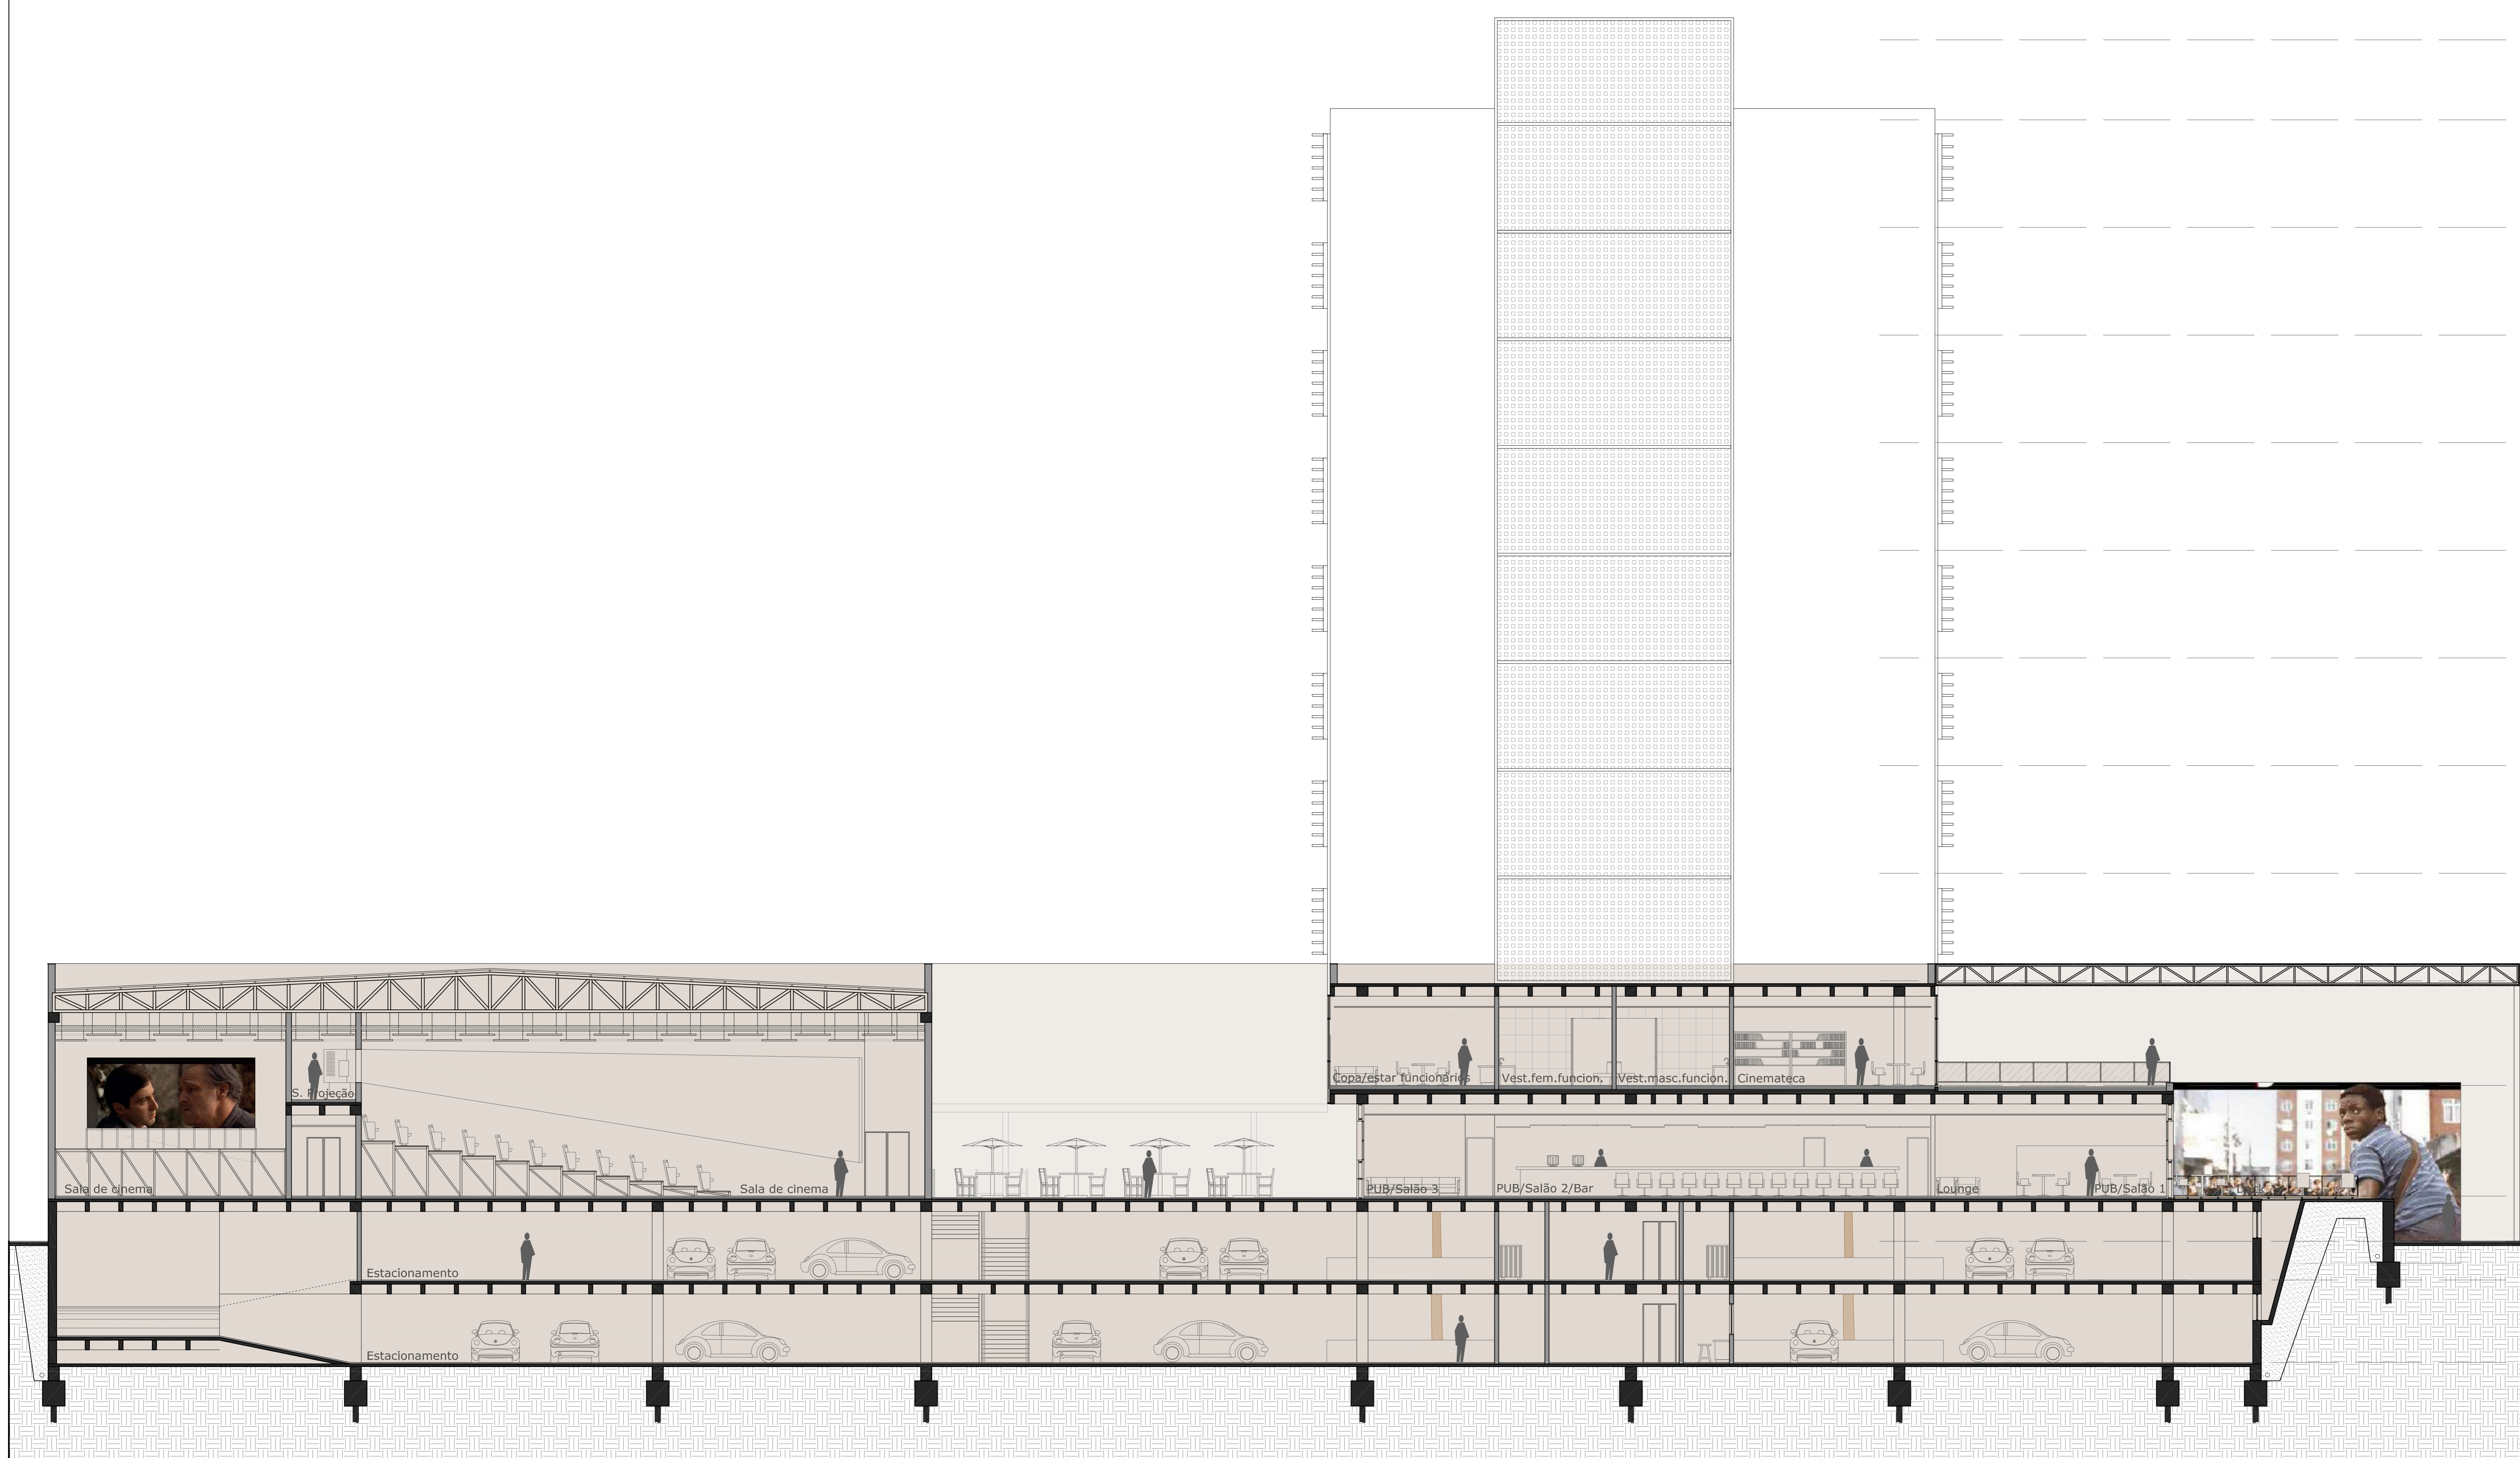 S. Projeção
Copa/estar funcionários
Vest.fem.funcion.
Vest.masc.funcion.
Cinemateca
Sala de cinema
Sala de cinema
PUB/Salão 3
PUB/Salão 2/Bar
Lounge
PUB/Salão 1
Deck
Estacionamento
Estacionamento